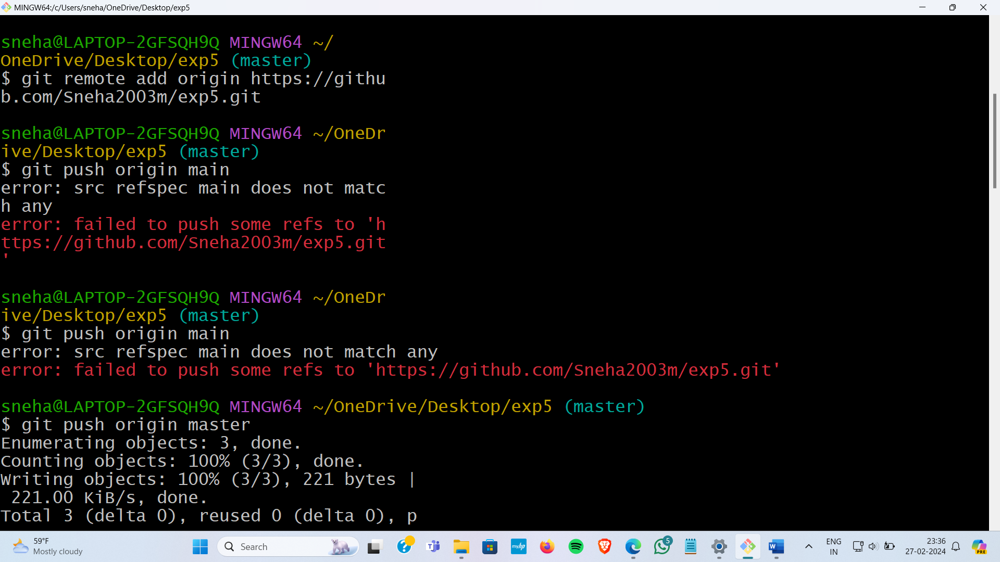 MINGW64:/c/Users/sneha/OneDrive/Desktop/exp5
sneha@LAPTOP-2GFSQH9Q MINGW64 ~/
OneDrive/Desktop/exp5 (master)
$ git remote add origin https://githu
b.com/Sneha2003m/exp5.git
sneha@LAPTOP-2GFSQH9Q MINGW64 ~/OneDr
ive/Desktop/exp5 (master)
$ git push origin main
error: src refspec main does not matc
h any
error: failed to push some refs to 'h
ttps://github.com/Sneha2003m/exp5.git
'
sneha@LAPTOP-2GFSQH9Q MINGW64 ~/OneDr
ive/Desktop/exp5 (master)
$ git push origin main
error: src refspec main does not match any
error: failed to push some refs to 'https://github.com/Sneha2003m/exp5.git'
sneha@LAPTOP-2GFSQH9Q MINGW64 ~/OneDrive/Desktop/exp5 (master)
$ git push origin master
Enumerating objects: 3, done.
Counting objects: 100% (3/3), done.
Writing objects: 100% (3/3), 221 bytes |
 221.00 KiB/s, done.
Total 3 (delta 0), reused 0 (delta 0), p
59°F
Mostly cloudy
Search
myhp
5
W
PRE
ENG
IN
23:36
27-02-2024